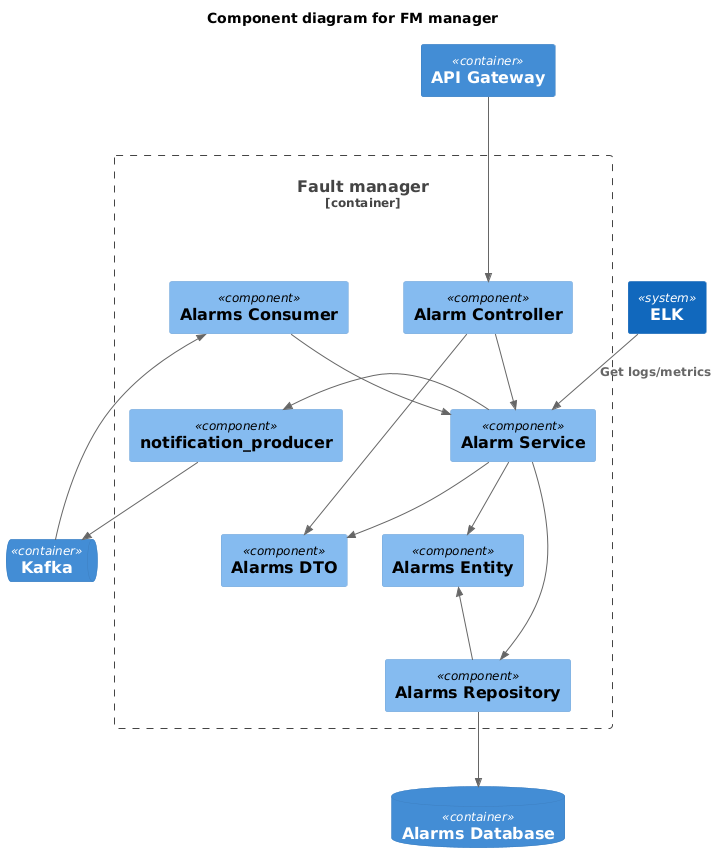 Component diagram for FM manager
«container»
API Gateway
Fault manager
[container]
«component»
Alarms Consumer
«component»
Alarm Controller
«system»
ELK
Get logs/metrics
«component»
notification_producer
«component»
Alarm Service
«container»
Kafka
«component»
Alarms DTO
«component»
Alarms Entity
«component»
Alarms Repository
«container»
Alarms Database